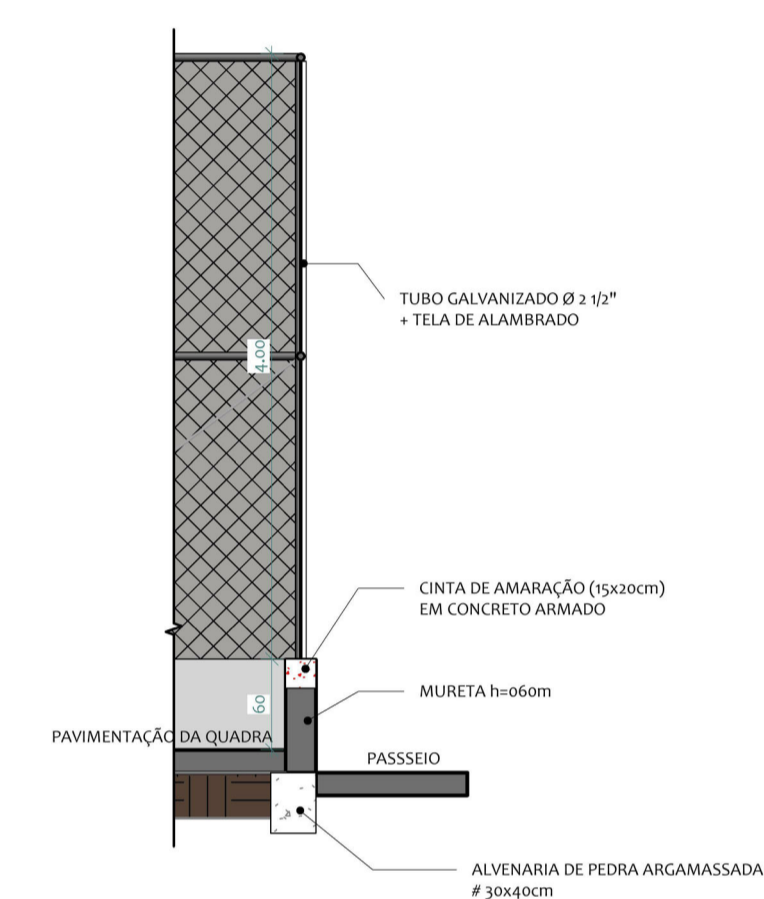 TUBO GALVANIZADO Ø 2 1/2"
+ TELA DE ALAMBRADO
4.00
CINTA DE AMARAÇÃO (15x20cm)
EM CONCRETO ARMADO
MURETA h=060m
60
PAVIMENTAÇÃO DA QUADRA
PASSSEIO
ALVENARIA DE PEDRA ARGAMASSADA
# 30x40cm